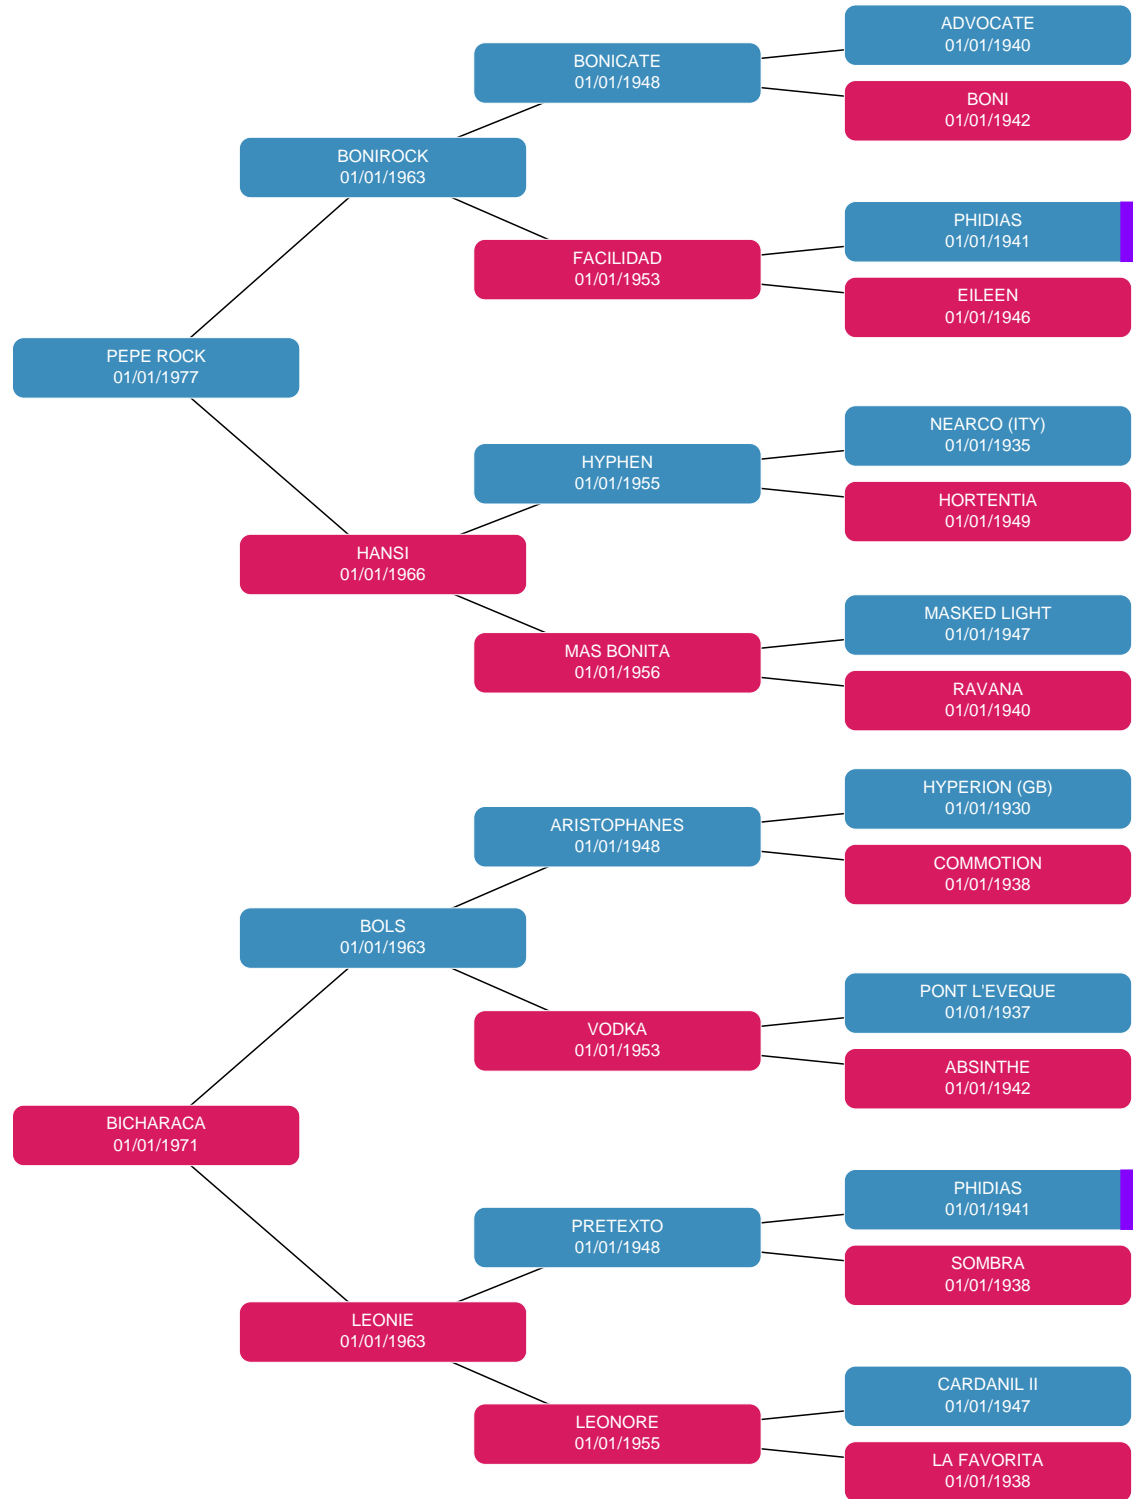 ADVOCATE
01/01/1940
BONICATE
01/01/1948
BONI
01/01/1942
BONIROCK
01/01/1963
PHIDIAS
01/01/1941
FACILIDAD
01/01/1953
EILEEN
01/01/1946
PEPE ROCK
01/01/1977
NEARCO (ITY)
01/01/1935
HYPHEN
01/01/1955
HORTENTIA
01/01/1949
HANSI
01/01/1966
MASKED LIGHT
01/01/1947
MAS BONITA
01/01/1956
RAVANA
01/01/1940
HYPERION (GB)
01/01/1930
ARISTOPHANES
01/01/1948
COMMOTION
01/01/1938
BOLS
01/01/1963
PONT L'EVEQUE
01/01/1937
VODKA
01/01/1953
ABSINTHE
01/01/1942
BICHARACA
01/01/1971
PHIDIAS
01/01/1941
PRETEXTO
01/01/1948
SOMBRA
01/01/1938
LEONIE
01/01/1963
CARDANIL II
01/01/1947
LEONORE
01/01/1955
LA FAVORITA
01/01/1938